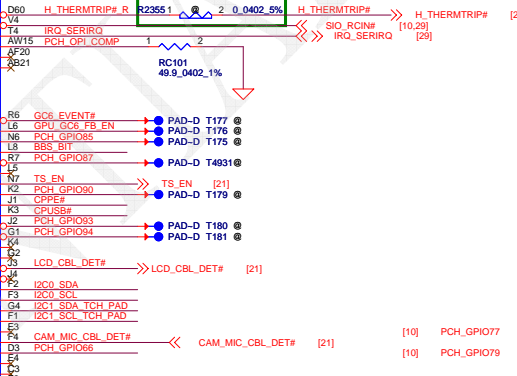 D60 H_THERMTRIP#_R R2355 1 @ 2 0_0402_5% H_THERMTRIP# H_THERMTRIP#
V4 SIO_RCIN# [10,29]
T4 IRQ_SERIRQ IRQ_SERIRQ [29]
AW15 PCH_OPI_COMP 1 2
AF20
AB21
RC101
49.9_0402_1%
R6 GC6_EVENT# PAD-D T177 @
L6 GPU_GC6_FB_EN PAD-D T176 @
N6 PCH_GPIO85 PAD-D T175 @
L8 BBS_BIT
R7 PCH_GPIO87 PAD-D T4931 @
L5
N7 TS_EN TS_EN [21]
K2 PCH_GPIO90 PAD-D T179 @
J1 CPPE#
K3 CPUSB#
J2 PCH_GPIO93 PAD-D T180 @
G1 PCH_GPIO94 PAD-D T181 @
K4
G2
J3 LCD_CBL_DET# LCD_CBL_DET# [21]
J4
F2 I2C0_SDA
F3 I2C0_SCL
G4 I2C1_SDA_TCH_PAD
F1 I2C1_SCL_TCH_PAD
E3 [10] PCH_GPIO77
F4 CAM_MIC_CBL_DET# CAM_MIC_CBL_DET# [21]
D3 PCH_GPIO66 [10] PCH_GPIO79
E4
C3